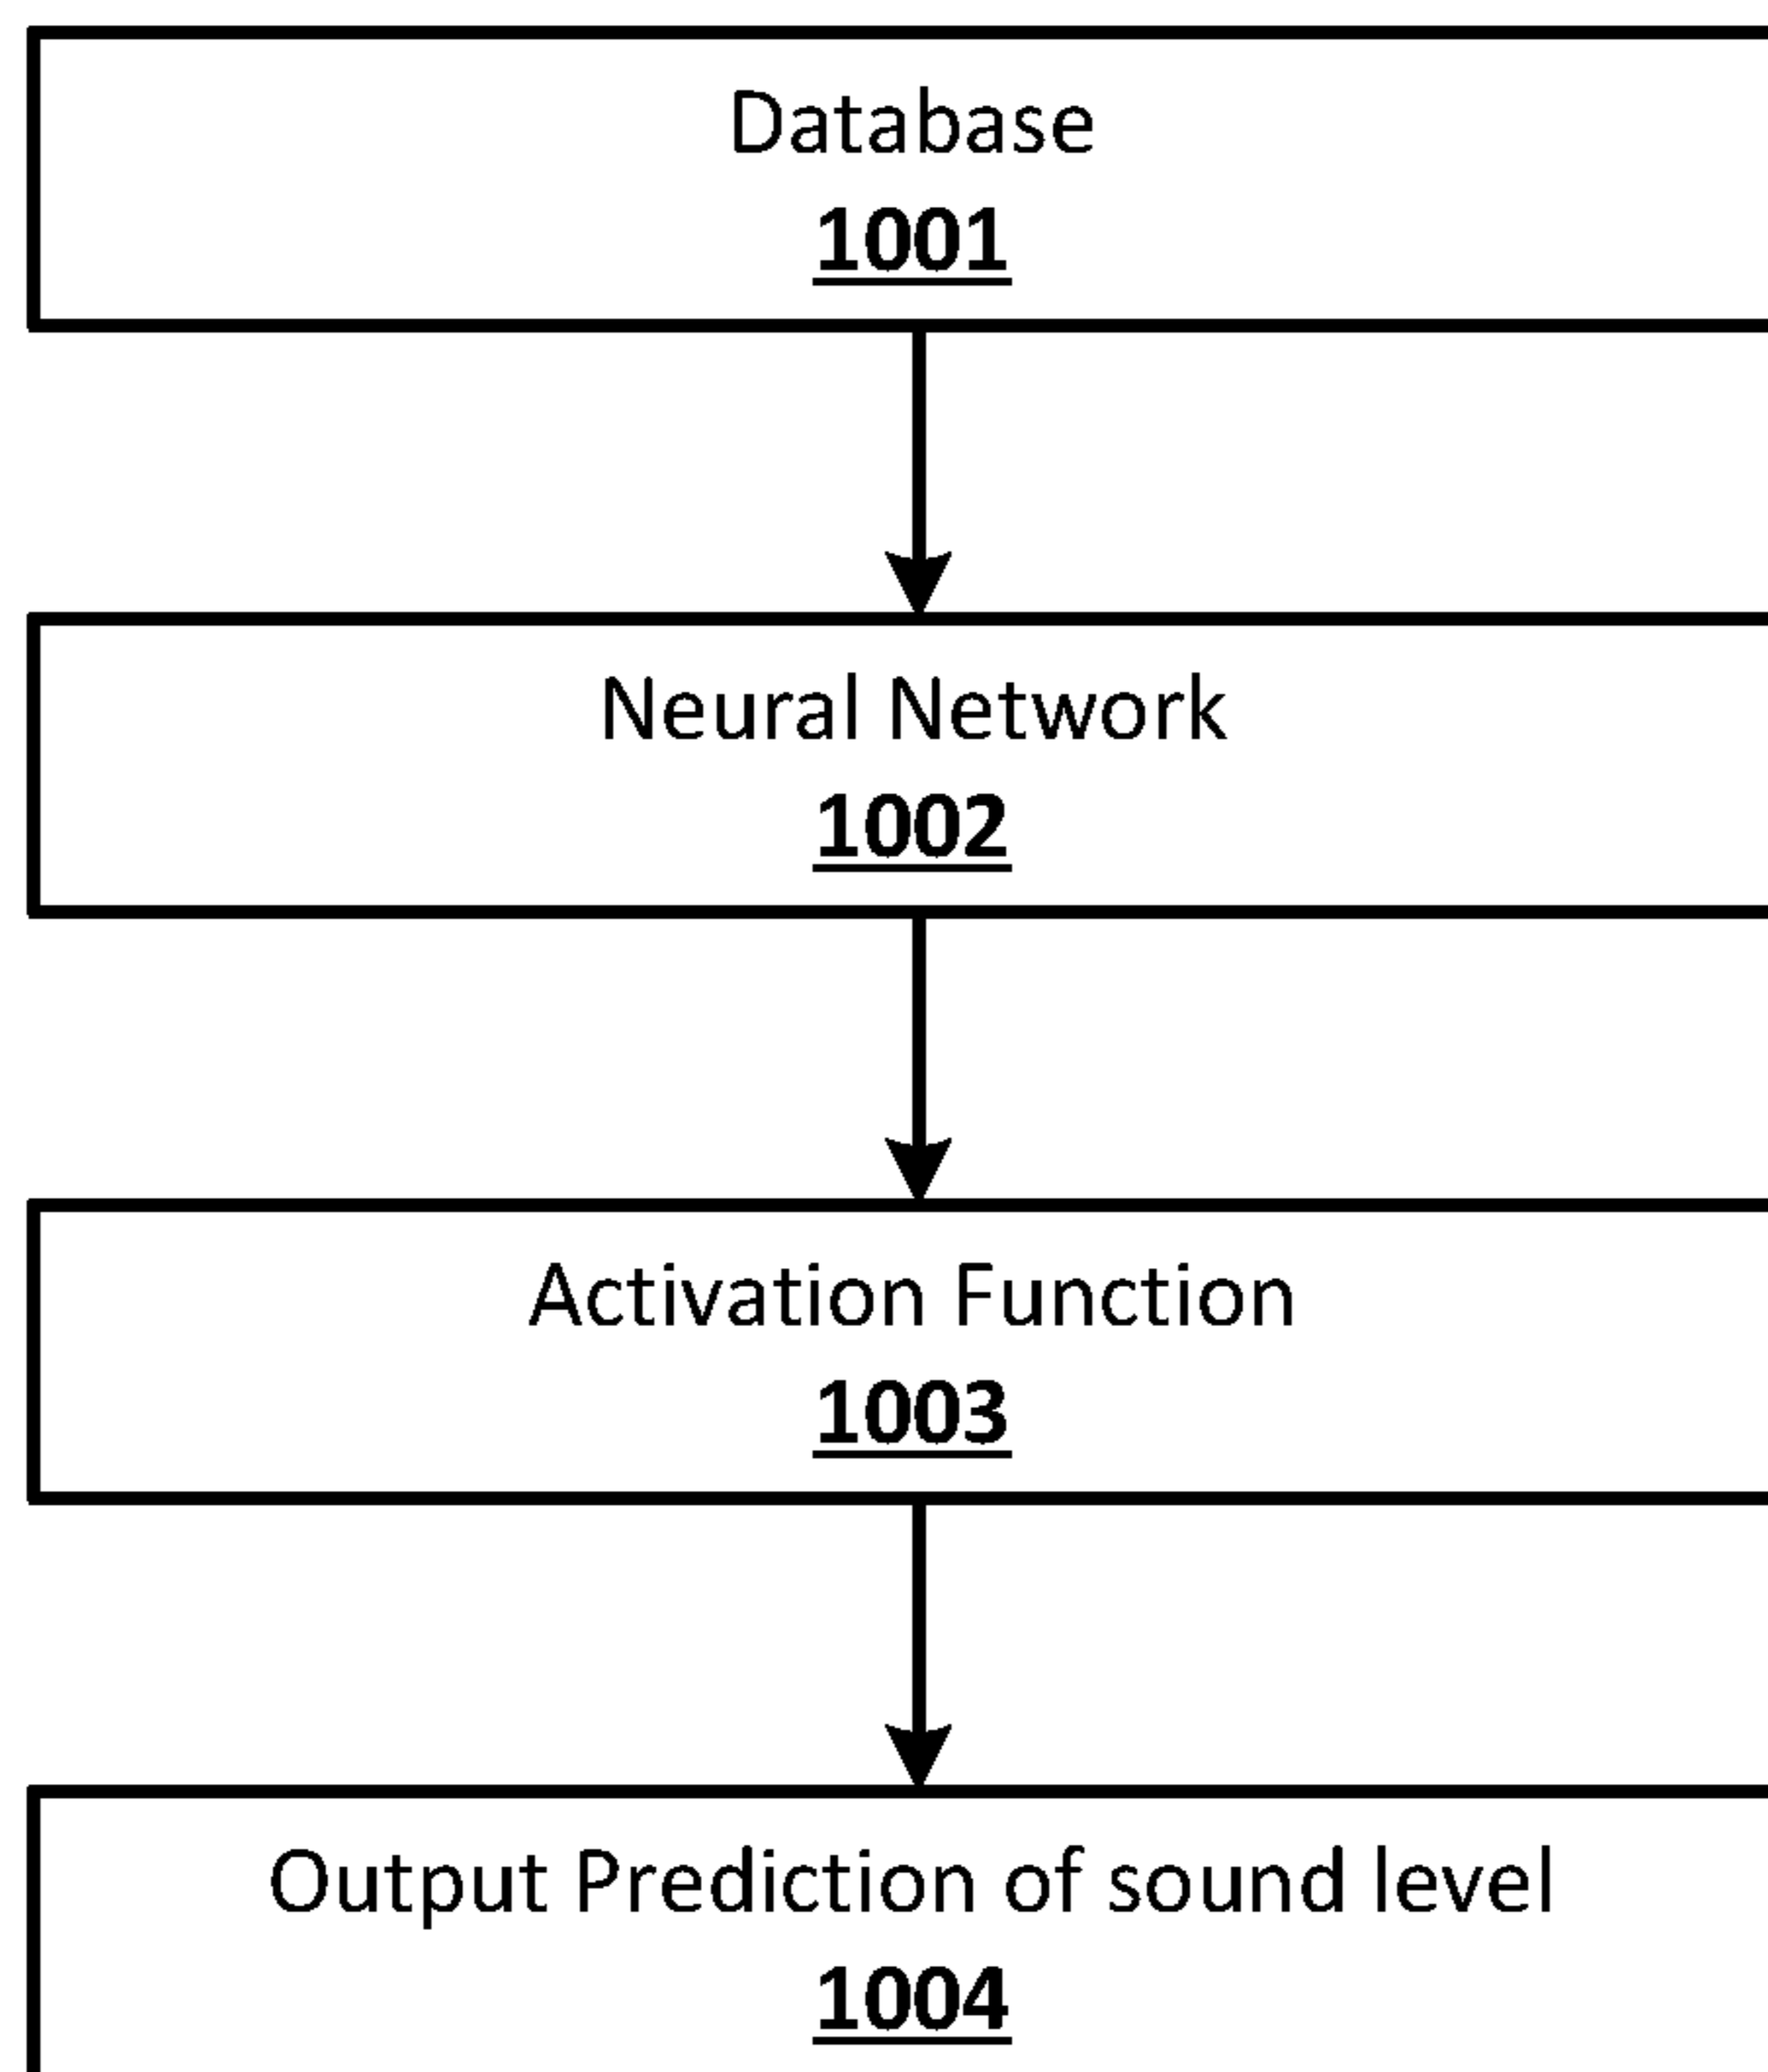 Database
1001
Neural Network
1002
Activation Function
1003
Output Prediction of sound level
1004